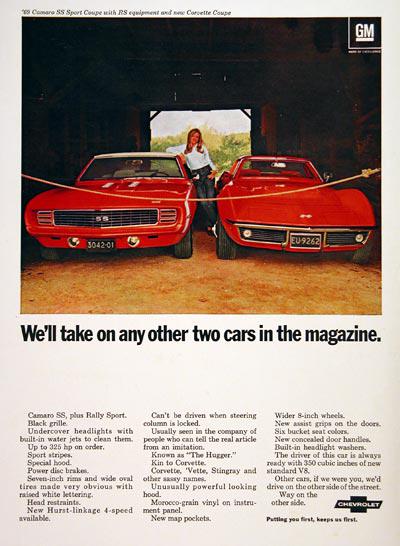 '69 Camaro SS Sport Coupe with RS equipment and new Corvette Coupe
GM
MARK OF EXCELLENCE
SS
3042-01
EU-9262
We'll take on any other two cars in the magazine.
Camaro SS, plus Rally Sport.
Black grille.
Undercover headlights with
built-in water jets to clean them.
Up to 325 hp on order.
Sport stripes.
Special hood.
Power disc brakes.
Seven-inch rims and wide oval
tires made very obvious with
raised white lettering.
Head restraints.
New Hurst-linkage 4-speed
available.
Can't be driven when steering
column is locked.
Usually seen in the company of
people who can tell the real article
from an imitation.
Known as "The Hugger."
Kin to Corvette.
Corvette, 'Vette, Stingray and
other sassy names.
Unusually powerful looking
hood.
Morocco-grain vinyl on instru-
ment panel.
New map pockets.
Wider 8-inch wheels.
New assist grips on the doors.
Six bucket seat colors.
New concealed door handles.
Built-in headlight washers.
The driver of this car is always
ready with 350 cubic inches of new
standard V8.
Other cars, if we were you, we'd
drive on the other side of the street.
Way on the
other side.
CHEVROLET
Putting you first, keeps us first.